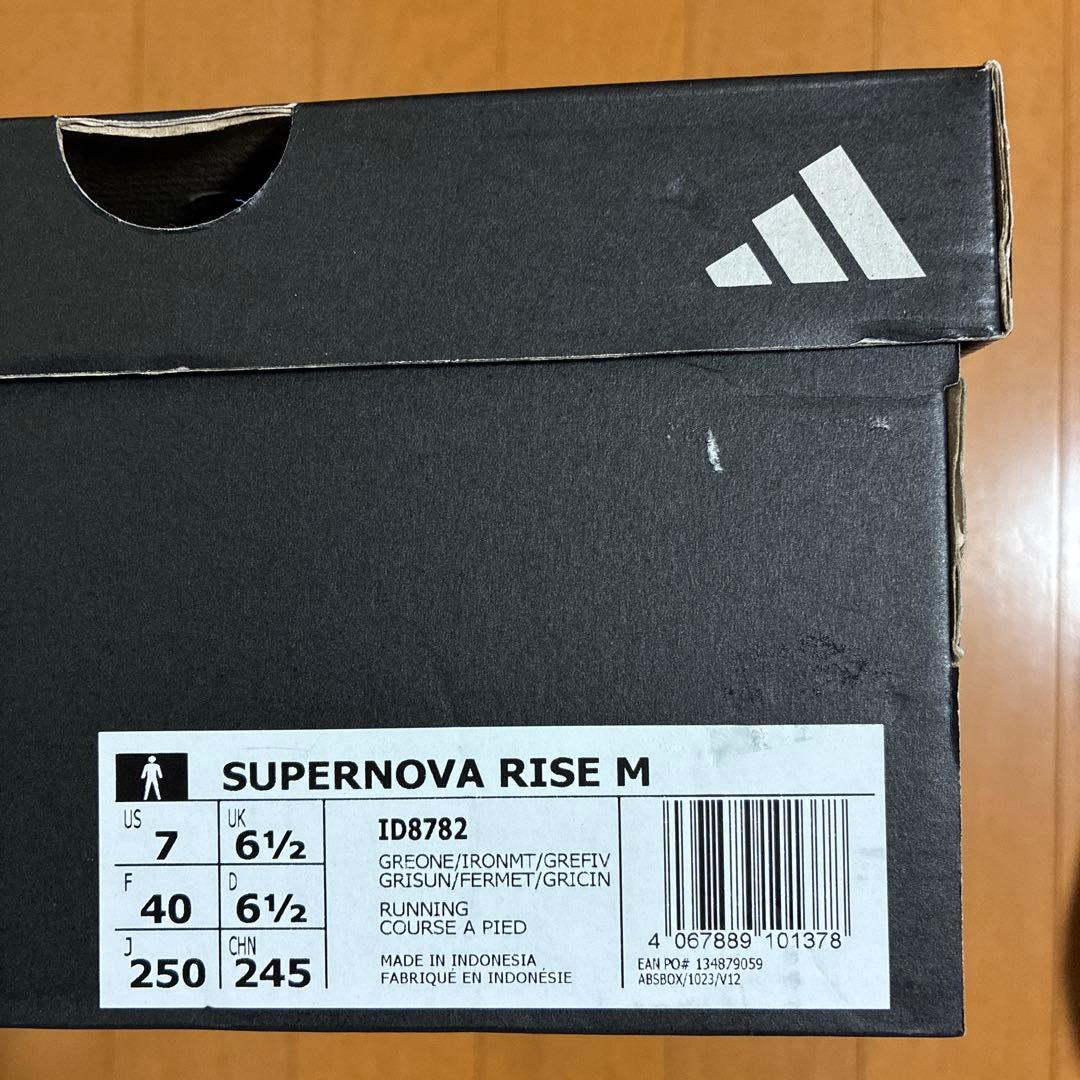 SUPERNOVA RISE M
US 7
UK 6½
F 40
D 6½
J 250
CHN 245
ID8782
GREONE/IRONMT/GREFIV
GRISUN/FERMET/GRICIN
RUNNING
COURSE A PIED
MADE IN INDONESIA
FABRIQUÉ EN INDONÉSIE
4 067889 101378
EAN PO# 134879059
ABSBOX/1023/V12